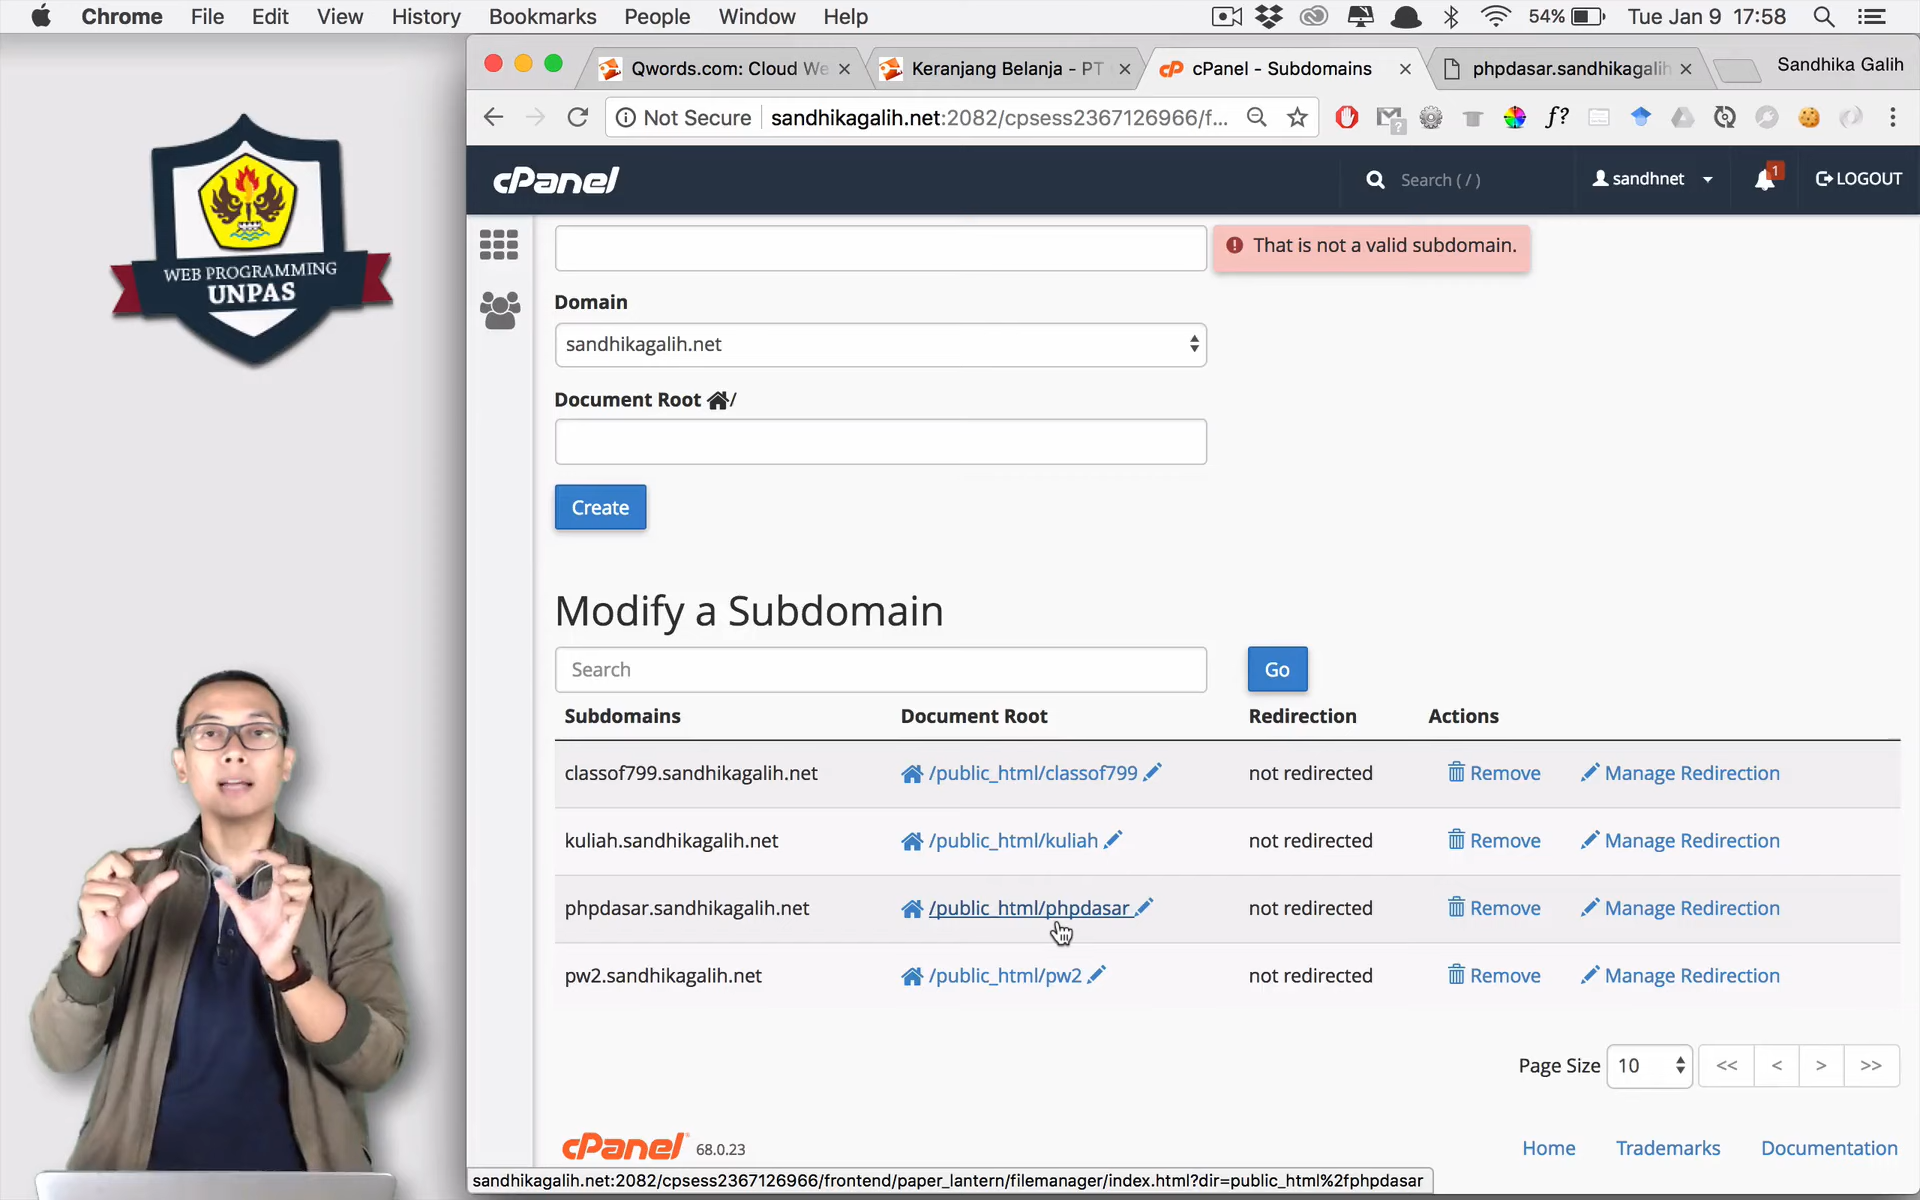 Chrome File Edit View History Bookmarks People Window Help 54% Tue Jan 9 17:58
Qwords.com: Cloud We
Keranjang Belanja - PT
cPanel - Subdomains
phpdasar.sandhikagalih
Sandhika Galih
Not Secure sandhikagalih.net:2082/cpsess2367126966/f...
f?
cPanel Search ( / ) sandhnet 1 LOGOUT
That is not a valid subdomain.
Domain
sandhikagalih.net
Document Root /
Create
Modify a Subdomain
Search Go
Subdomains Document Root Redirection Actions
classof799.sandhikagalih.net /public_html/classof799 not redirected Remove Manage Redirection
kuliah.sandhikagalih.net /public_html/kuliah not redirected Remove Manage Redirection
phpdasar.sandhikagalih.net /public_html/phpdasar not redirected Remove Manage Redirection
pw2.sandhikagalih.net /public_html/pw2 not redirected Remove Manage Redirection
Page Size 10 << < > >>
cPanel 68.0.23 Home Trademarks Documentation
sandhikagalih.net:2082/cpsess2367126966/frontend/paper_lantern/filemanager/index.html?dir=public_html%2fphpdasar
WEB PROGRAMMING
UNPAS